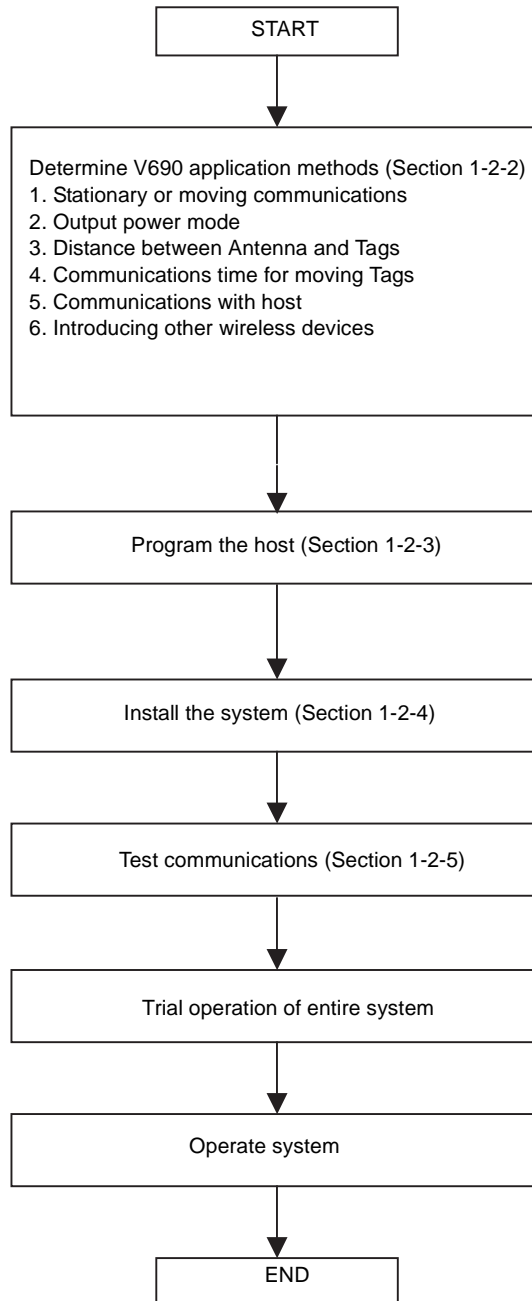 START
Determine V690 application methods (Section 1-2-2)
1. Stationary or moving communications
2. Output power mode
3. Distance between Antenna and Tags
4. Communications time for moving Tags
5. Communications with host
6. Introducing other wireless devices
Program the host (Section 1-2-3)
Install the system (Section 1-2-4)
Test communications (Section 1-2-5)
Trial operation of entire system
Operate system
END